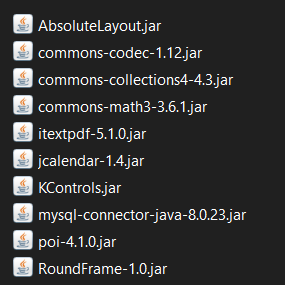 AbsoluteLayout.jar
commons-codec-1.12.jar
commons-collections4-4.3.jar
commons-math3-3.6.1.jar
itextpdf-5.1.0.jar
jcalendar-1.4.jar
KControls.jar
mysql-connector-java-8.0.23.jar
poi-4.1.0.jar
RoundFrame-1.0.jar